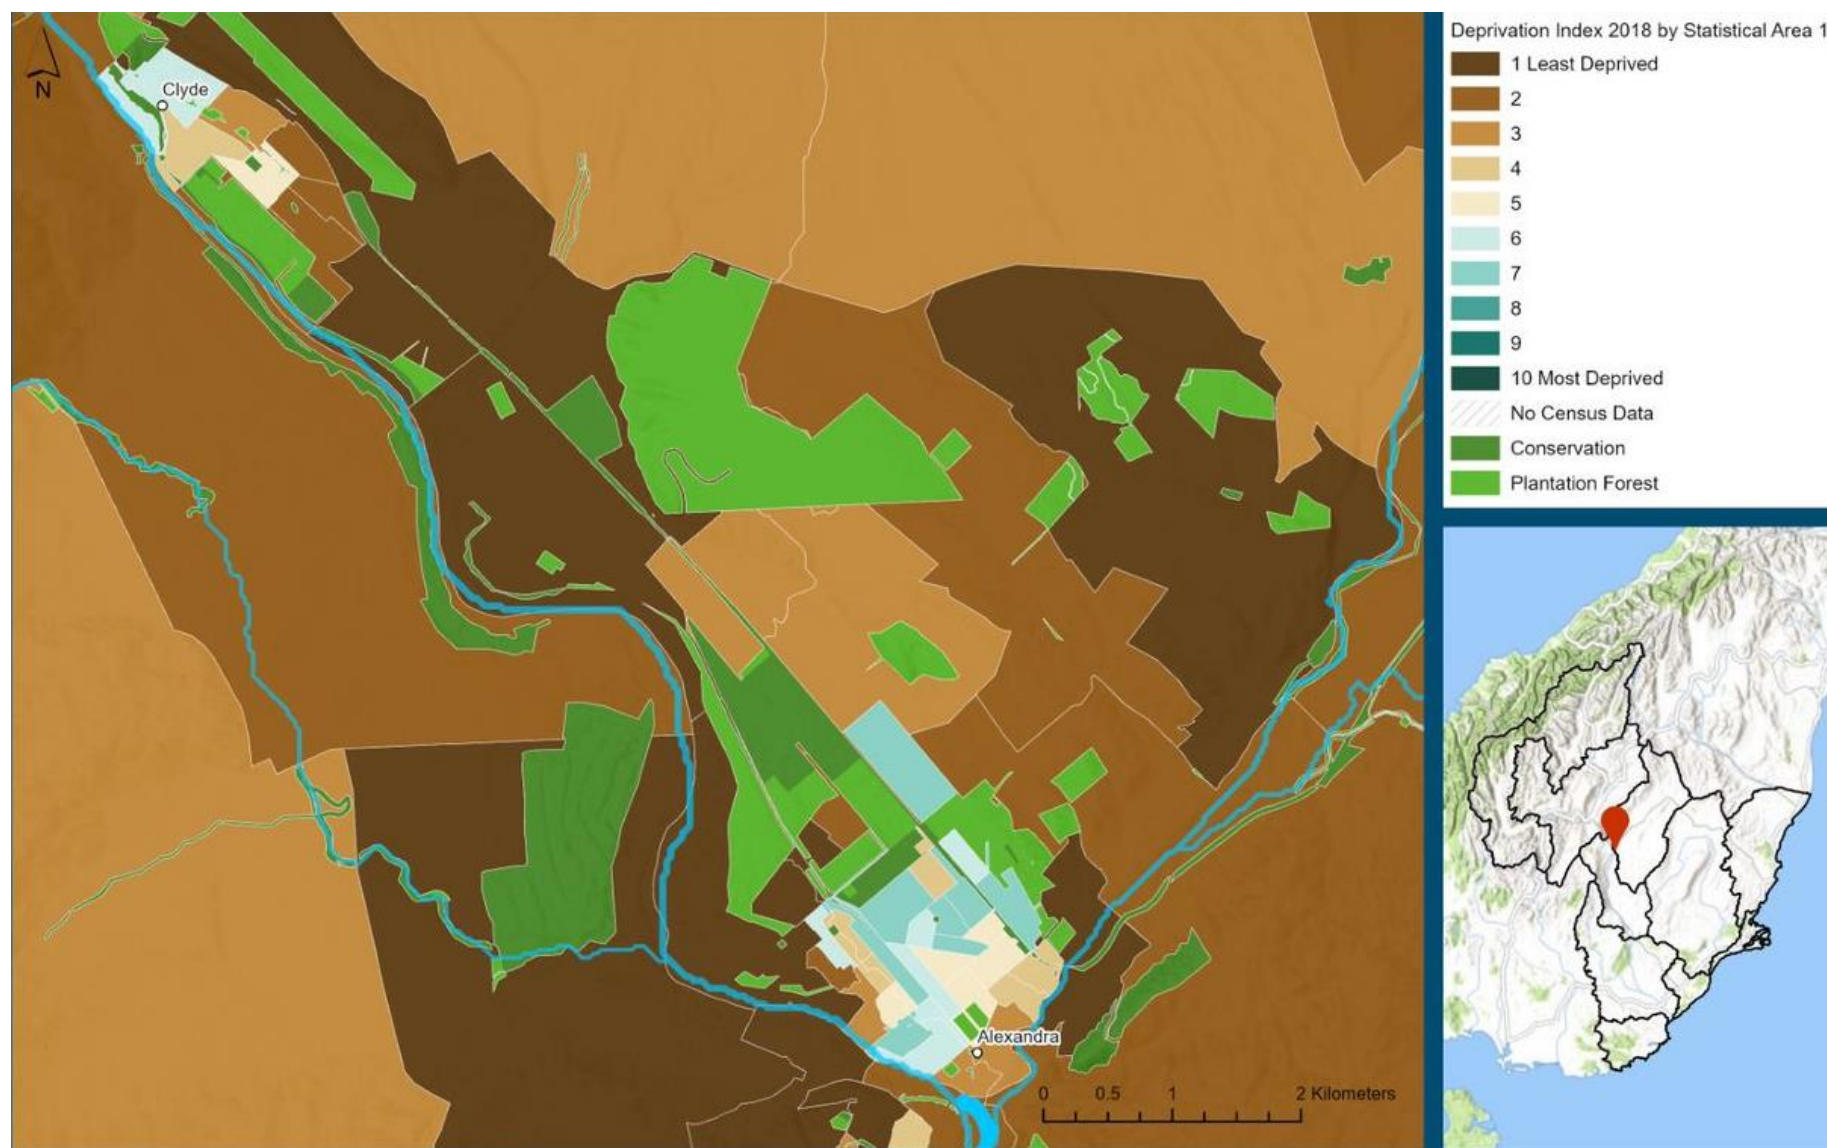 N
Clyde
Alexandra
0 0.5 1 2 Kilometers
Deprivation Index 2018 by Statistical Area 1
1 Least Deprived
2
3
4
5
6
7
8
9
10 Most Deprived
No Census Data
Conservation
Plantation Forest